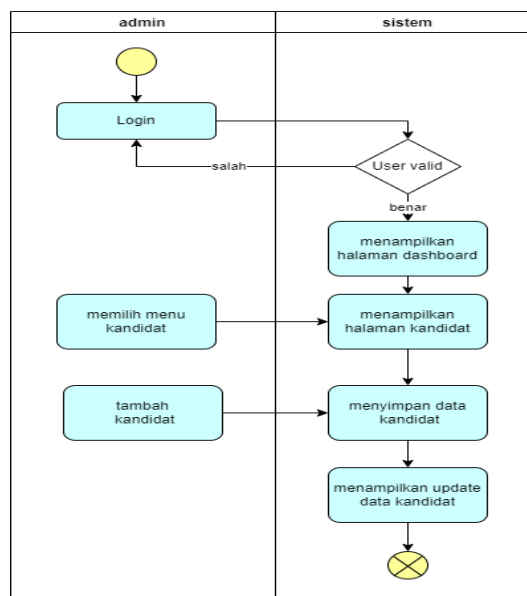 admin
sistem
Login
User valid
salah
benar
menampilkan
halaman dashboard
memilih menu
kandidat
menampilkan
halaman kandidat
tambah
kandidat
menyimpan data
kandidat
menampilkan update
data kandidat